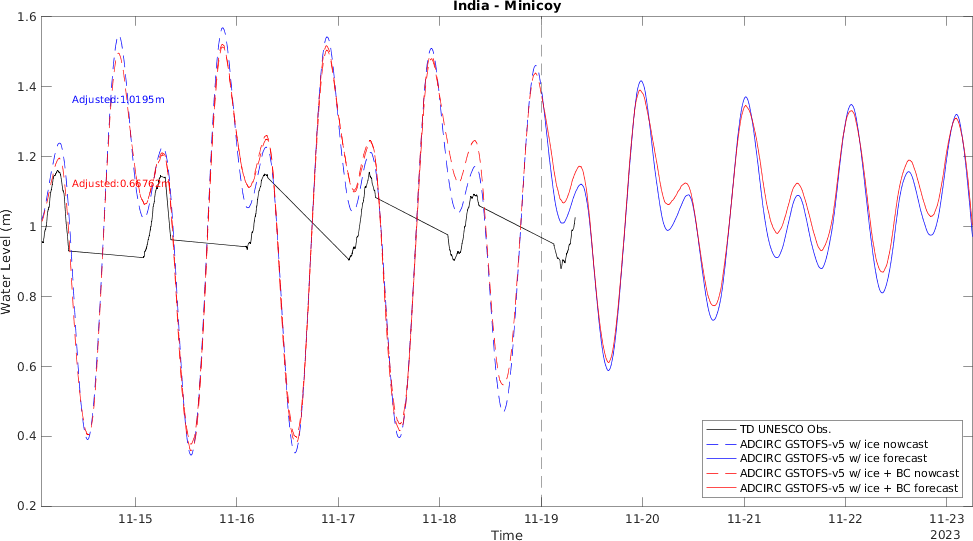 India - Minicoy
1.6
1.4
1.2
1
0.8
0.6
0.4
0.2
Water Level (m)
Adjusted:1.0195m
Adjusted:0.66762m
TD UNESCO Obs.
ADCIRC GSTOFS-v5 w/ ice nowcast
ADCIRC GSTOFS-v5 w/ ice forecast
ADCIRC GSTOFS-v5 w/ ice + BC nowcast
ADCIRC GSTOFS-v5 w/ ice + BC forecast
11-15
11-16
11-17
11-18
11-19
11-20
11-21
11-22
11-23
Time
2023